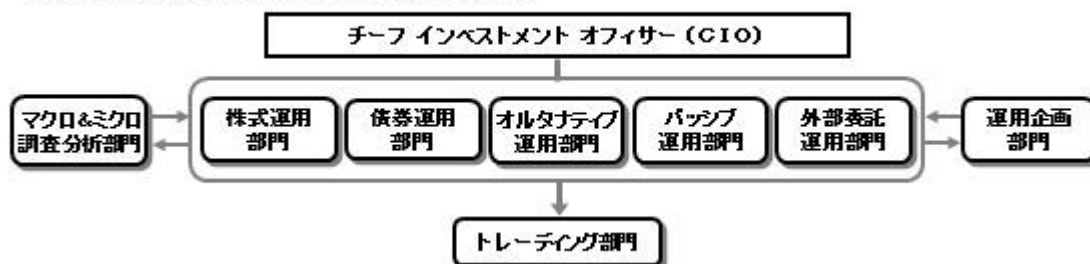 チーフ インベストメント オフィサー (CIO)
マクロ&ミクロ
調査分析部門
株式運用
部門
債券運用
部門
オルタナティブ
運用部門
パッシブ
運用部門
外部委託
運用部門
運用企画
部門
トレーディング部門